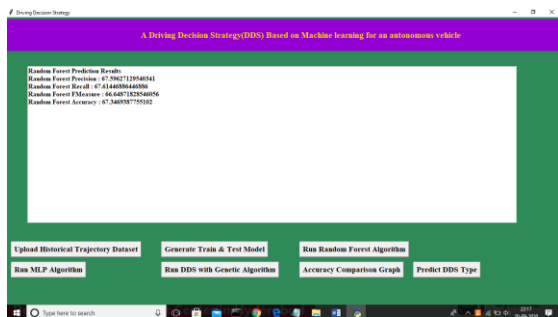 Driving Decision Strategy
A Driving Decision Strategy(DDS) Based on Machine learning for an autonomous vehicle
Random Forest Prediction Results
Random Forest Precision : 67.59627129540341
Random Forest Recall : 67.61446886446886
Random Forest FMeasure : 66.64871828546056
Random Forest Accuracy : 67.3469387755102
Upload Historical Trajectory Dataset Generate Train & Test Model Run Random Forest Algorithm
Run MLP Algorithm Run DDS with Genetic Algorithm Accuracy Comparison Graph Predict DDS Type
Type here to search